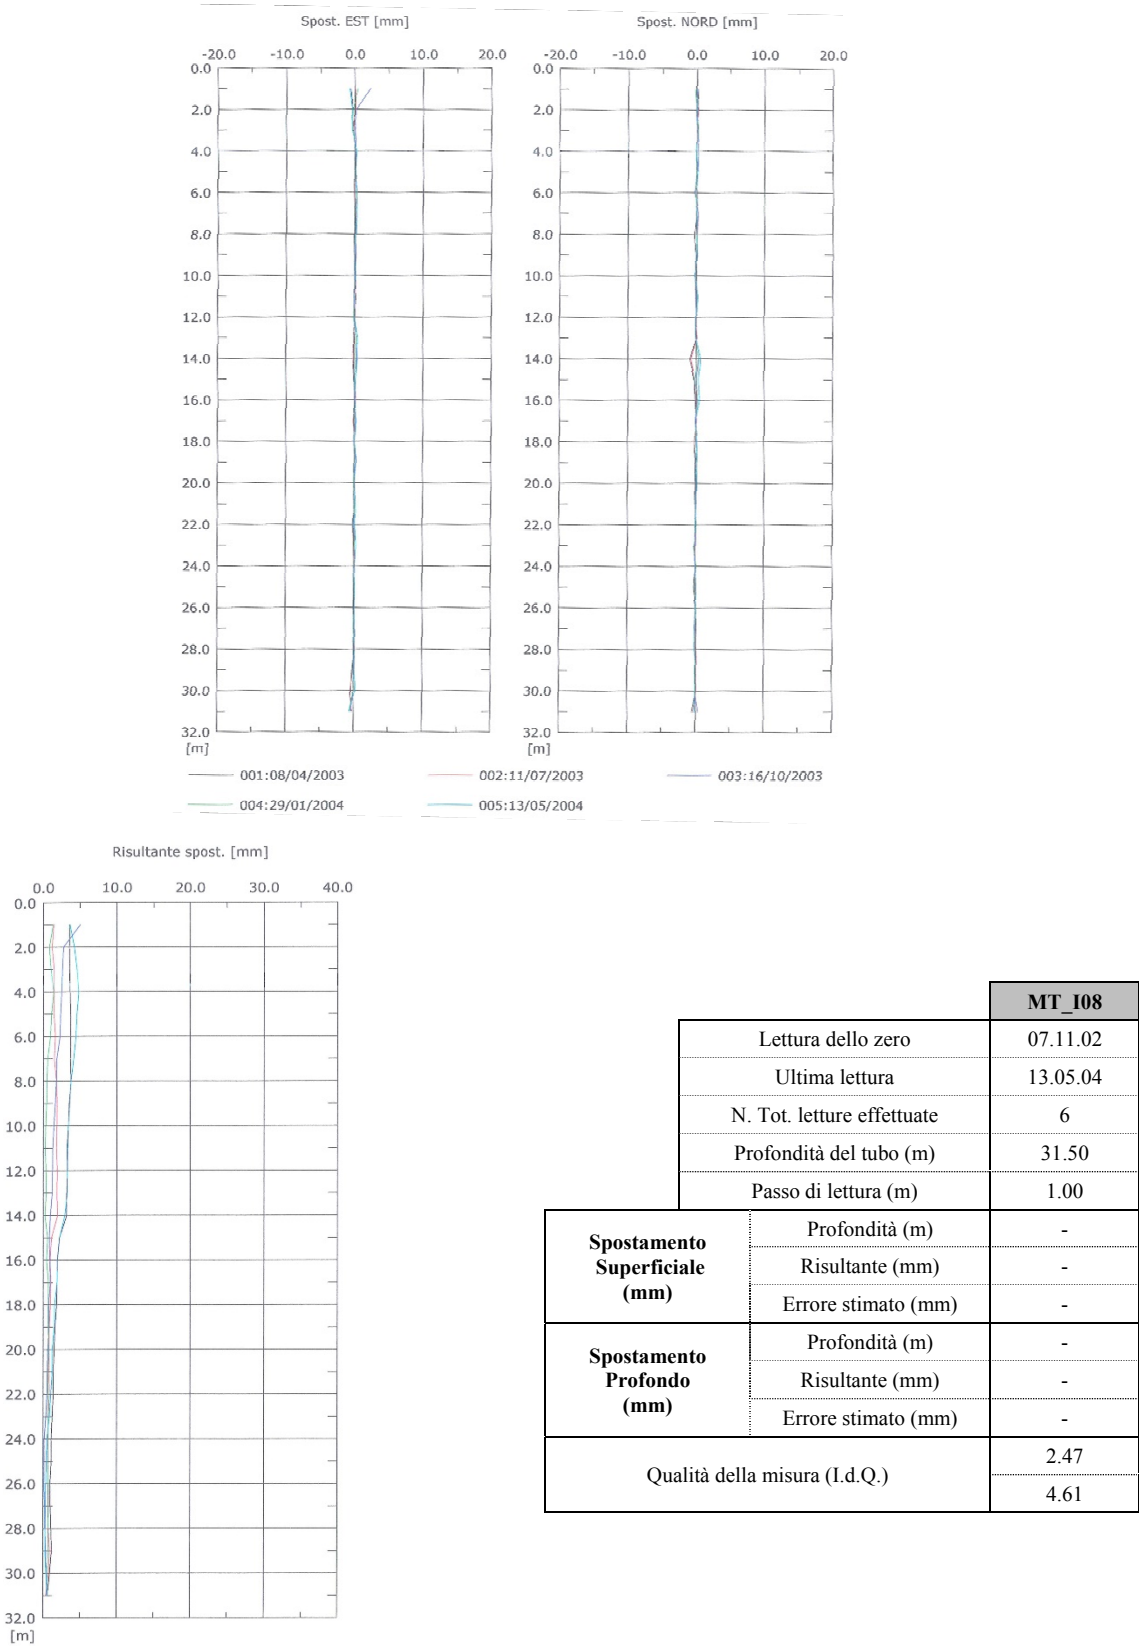 Spost. EST [mm] Spost. NORD [mm]
-20.0 -10.0 0.0 10.0 20.0 -20.0 -10.0 0.0 10.0 20.0
0.0 0.0
2.0 2.0
4.0 4.0
6.0 6.0
8.0 8.0
10.0 10.0
12.0 12.0
14.0 14.0
16.0 16.0
18.0 18.0
20.0 20.0
22.0 22.0
24.0 24.0
26.0 26.0
28.0 28.0
30.0 30.0
32.0 32.0
[m] [m]
001:08/04/2003 002:11/07/2003 003:16/10/2003
004:29/01/2004 005:13/05/2004
Risultante spost. [mm]
0.0 10.0 20.0 30.0 40.0
0.0
2.0
4.0
6.0
8.0
10.0
12.0
14.0
16.0
18.0
20.0
22.0
24.0
26.0
28.0
30.0
32.0
[m]
MT_I08
Lettura dello zero 07.11.02
Ultima lettura 13.05.04
N. Tot. letture effettuate 6
Profondità del tubo (m) 31.50
Passo di lettura (m) 1.00
Spostamento
Superficiale
(mm)
Profondità (m) -
Risultante (mm) -
Errore stimato (mm) -
Spostamento
Profondo
(mm)
Profondità (m) -
Risultante (mm) -
Errore stimato (mm) -
Qualità della misura (I.d.Q.) 2.47
4.61